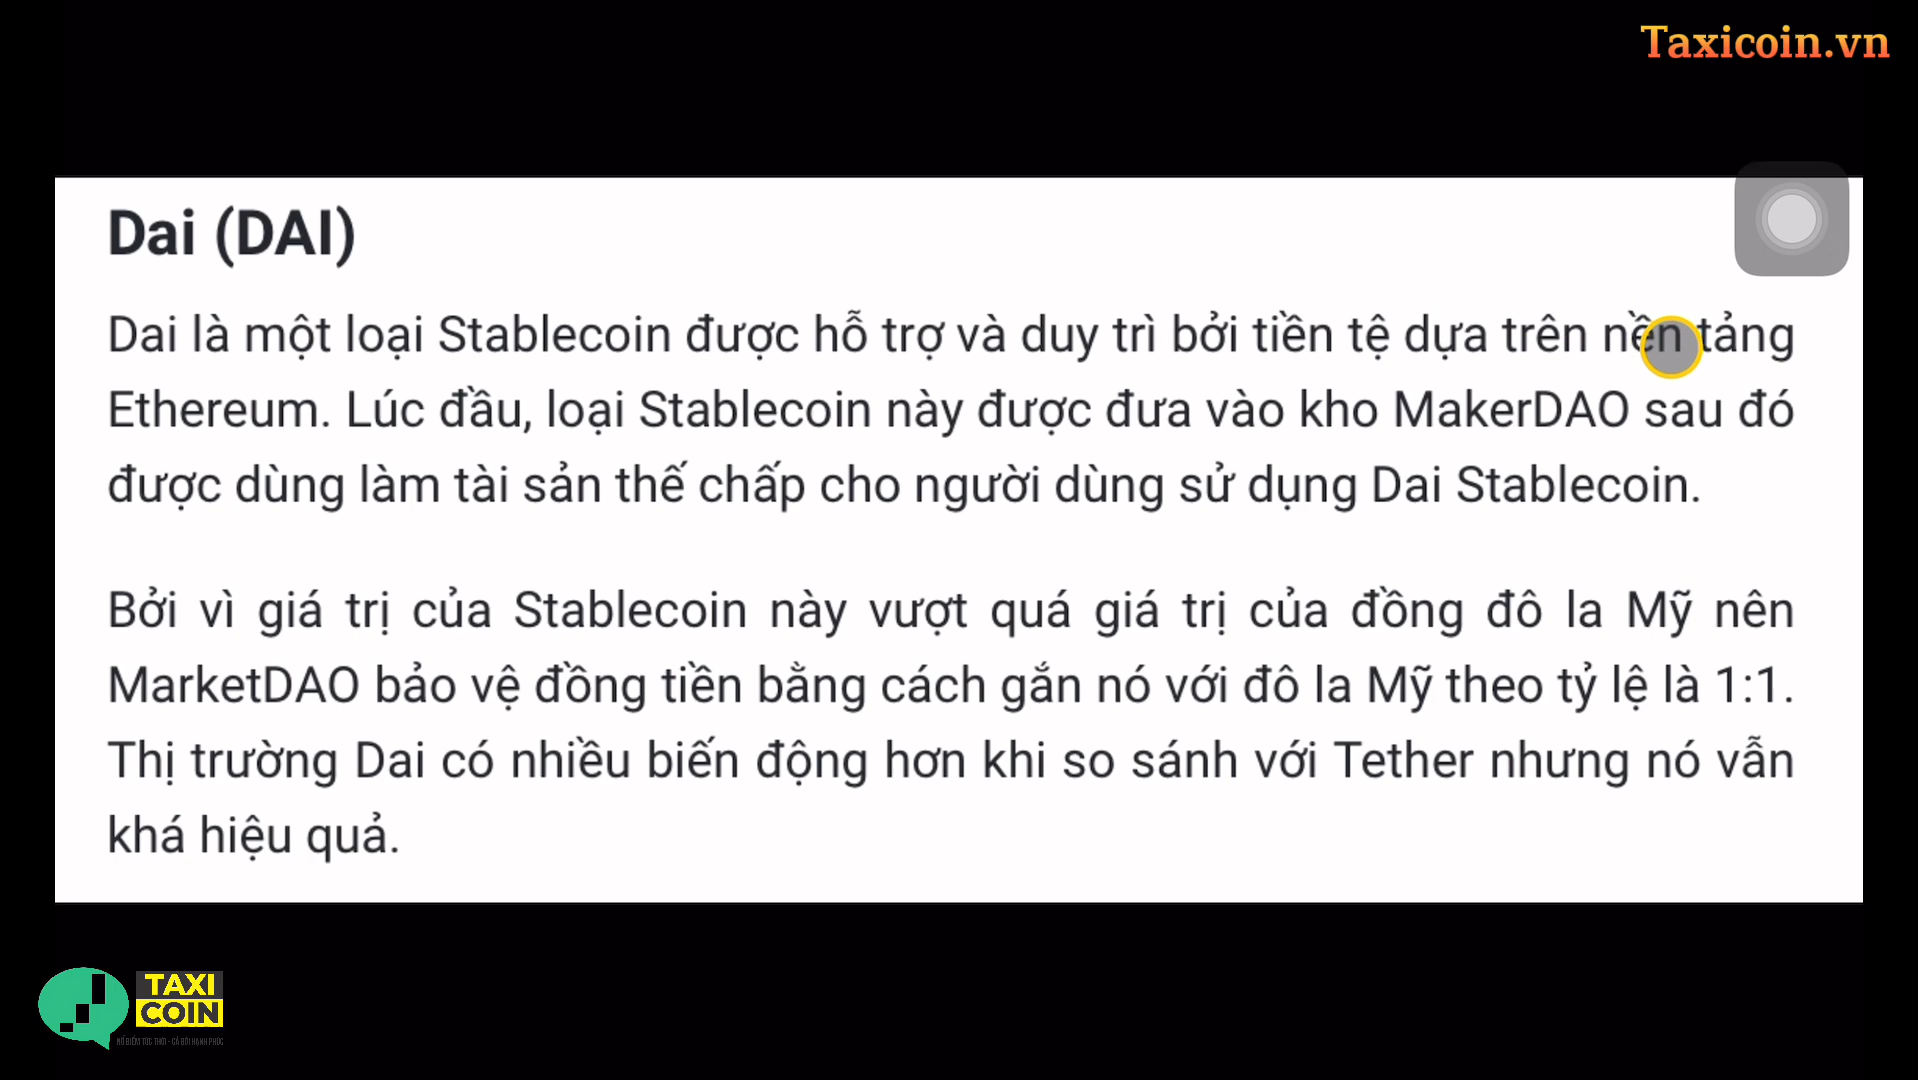 Taxicoin.vn
Dai (DAI)
Dai là một loại Stablecoin được hỗ trợ và duy trì bởi tiền tệ dựa trên nền tảng
Ethereum. Lúc đầu, loại Stablecoin này được đưa vào kho MakerDAO sau đó
được dùng làm tài sản thế chấp cho người dùng sử dụng Dai Stablecoin.
Bởi vì giá trị của Stablecoin này vượt quá giá trị của đồng đô la Mỹ nên
MarketDAO bảo vệ đồng tiền bằng cách gắn nó với đô la Mỹ theo tỷ lệ là 1:1.
Thị trường Dai có nhiều biến động hơn khi so sánh với Tether nhưng nó vẫn
khá hiệu quả.
TAXI
COIN